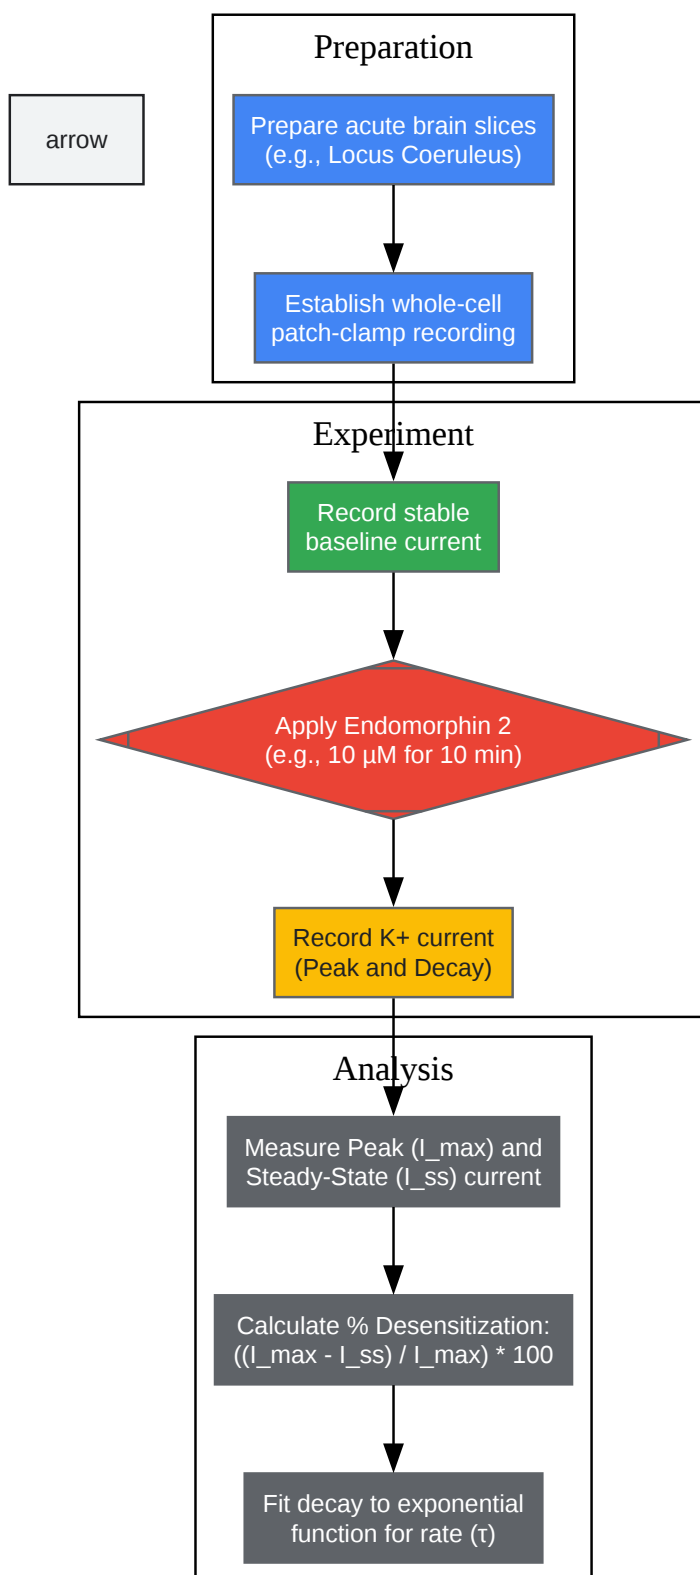 Preparation
arrow
Prepare acute brain slices
(e.g., Locus Coeruleus)
Establish whole-cell
patch-clamp recording
Experiment
Record stable
baseline current
Apply Endomorphin 2
(e.g., 10 µM for 10 min)
Record K+ current
(Peak and Decay)
Analysis
Measure Peak (I_max) and
Steady-State (I_ss) current
Calculate % Desensitization:
((I_max - I_ss) / I_max) * 100
Fit decay to exponential
function for rate (τ)